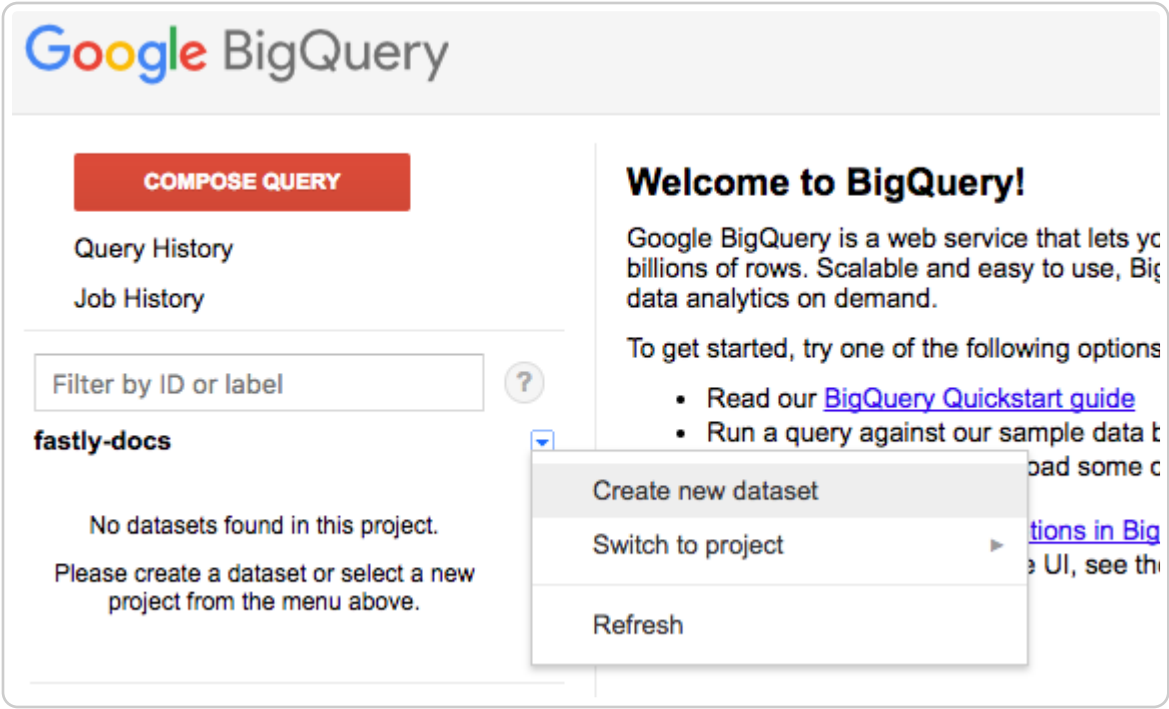 Google BigQuery
COMPOSE QUERY
Query History
Job History
Filter by ID or label
?
fastly-docs
No datasets found in this project.
Please create a dataset or select a new
project from the menu above.
Welcome to BigQuery!
Google BigQuery is a web service that lets
billions of rows. Scalable and easy to use,
data analytics on demand.
To get started, try one of the following options
• Read our BigQuery Quickstart guide
• Run a query against our sample data
some
in
UI, see
Create new dataset
Switch to project
Refresh